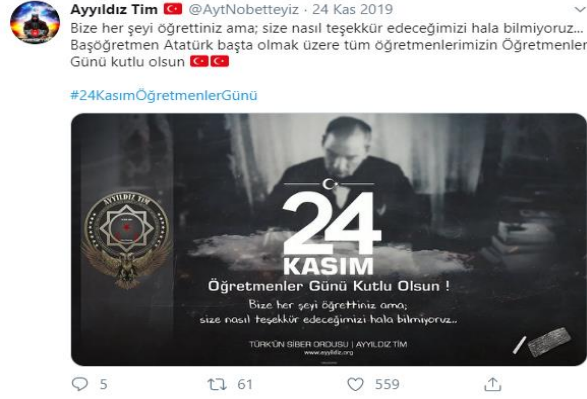 Ayyıldız Tim 🇹🇷 @AytNobetteyiz · 24 Kas 2019
Bize her şeyi öğrettiniz ama; size nasıl teşekkür edeceğimizi hala bilmiyoruz...
Başöğretmen Atatürk başta olmak üzere tüm öğretmenlerimizin Öğretmenler
Günü kutlu olsun 🇹🇷🇹🇷
#24KasımÖğretmenlerGünü
AYYILDIZ TİM
24
KASIM
Öğretmenler Günü Kutlu Olsun !
Bize her şeyi öğrettiniz ama;
size nasıl teşekkür edeceğimizi hala bilmiyoruz..
TÜRK'ÜN SİBER ORDUSU | AYYILDIZ TİM
www.ayyildiz.org
5 61 559